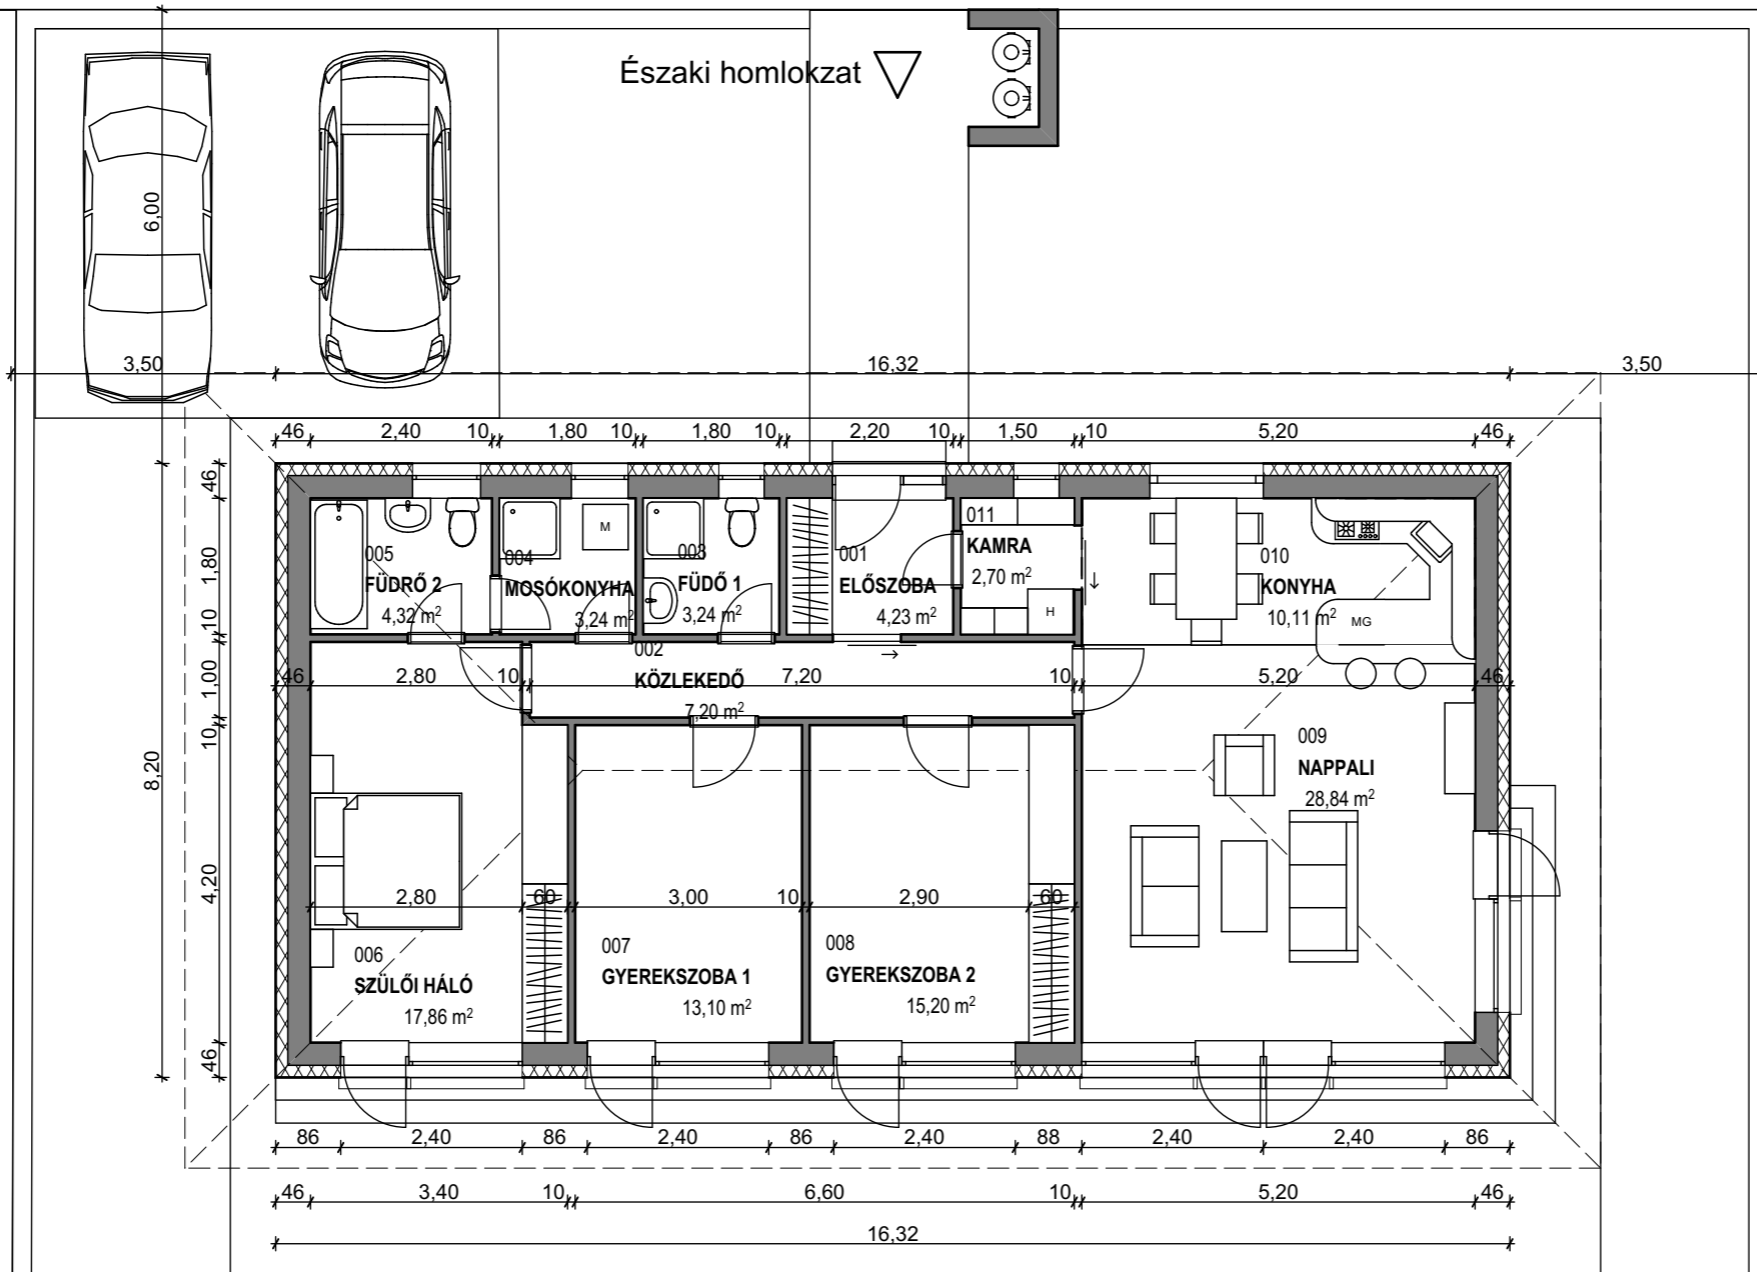 Északi homlokzat
6,00
3,50 16,32 3,50
46 2,40 10 1,80 10 1,80 10 2,20 10 1,50 10 5,20 46
46
1,80
10
1,00
10
4,20
46
8,20
005
FÜDRŐ 2
4,32 m²
004
MOSÓKONYHA
3,24 m²
M
003
FÜDŐ 1
3,24 m²
001
ELŐSZOBA
4,23 m²
011
KAMRA
2,70 m²
H
010
KONYHA
10,11 m²
MG
002
KÖZLEKEDŐ
7,20 m²
46 2,80 10 7,20 10 5,20 46
009
NAPPALI
28,84 m²
2,80 60 3,00 10 2,90 60
006
SZÜLŐI HÁLÓ
17,86 m²
007
GYEREKSZOBA 1
13,10 m²
008
GYEREKSZOBA 2
15,20 m²
86 2,40 86 2,40 86 2,40 88 2,40 2,40 86
46 3,40 10 6,60 10 5,20 46
16,32